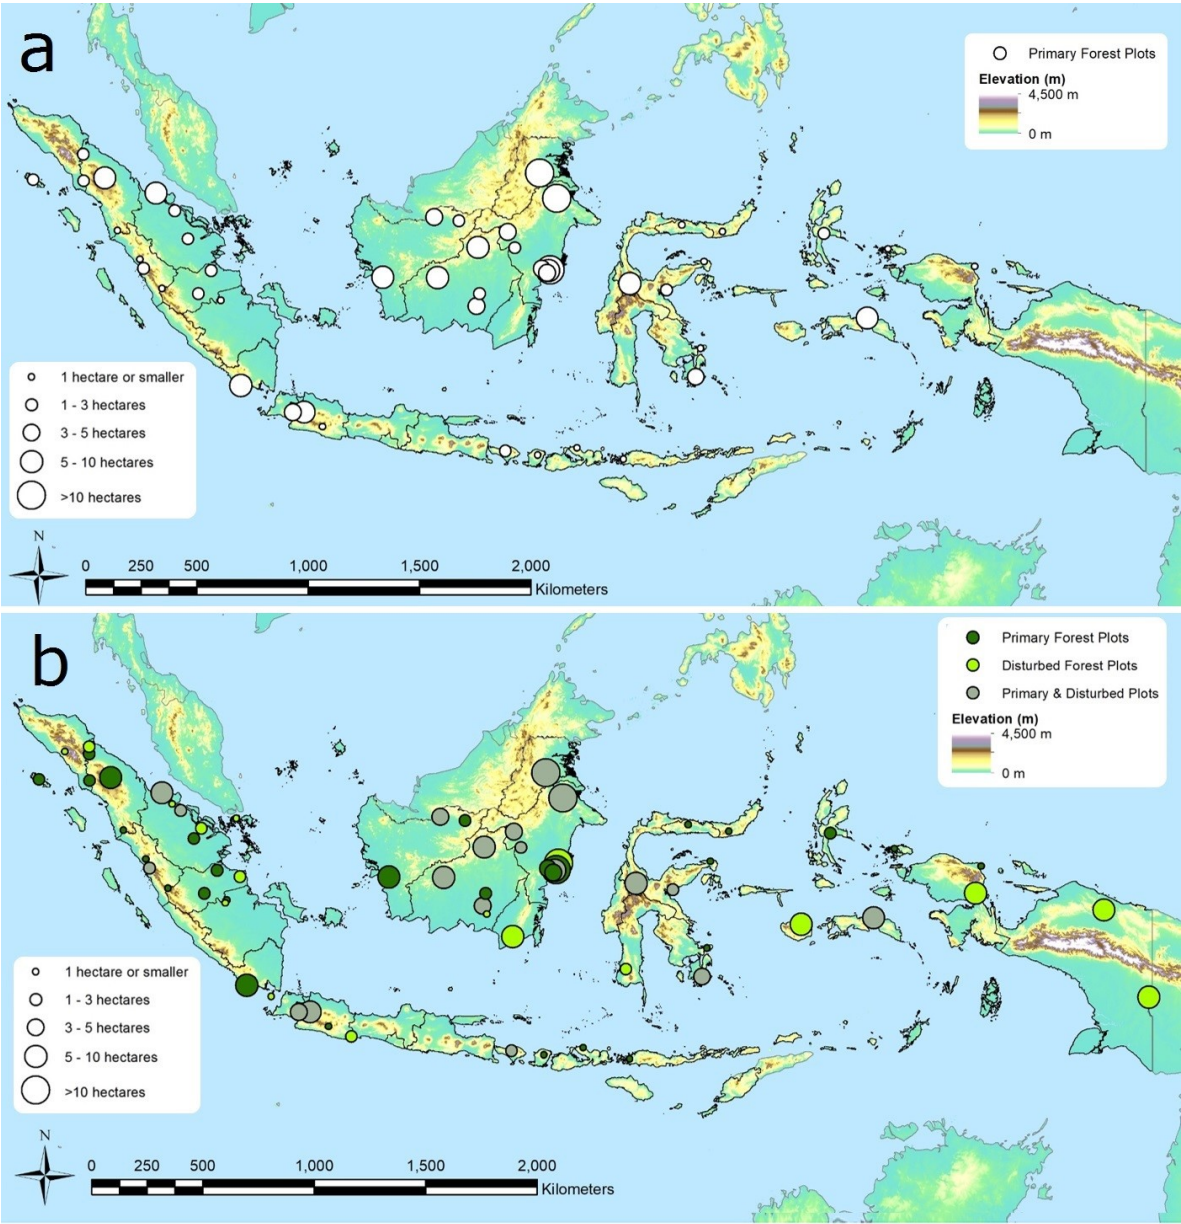 a
Primary Forest Plots
Elevation (m)
4,500 m
0 m
1 hectare or smaller
1 - 3 hectares
3 - 5 hectares
5 - 10 hectares
>10 hectares
N
0 250 500 1,000 1,500 2,000
Kilometers
b
Primary Forest Plots
Disturbed Forest Plots
Primary & Disturbed Plots
Elevation (m)
4,500 m
0 m
1 hectare or smaller
1 - 3 hectares
3 - 5 hectares
5 - 10 hectares
>10 hectares
N
0 250 500 1,000 1,500 2,000
Kilometers